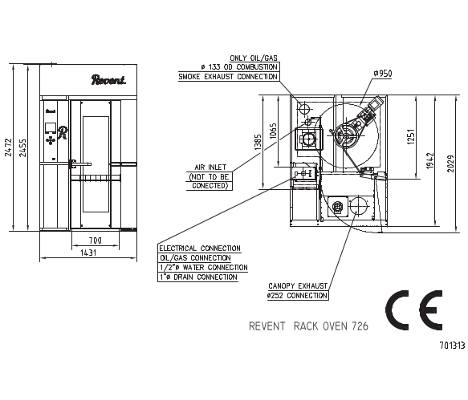 ONLY OIL/GAS
ø 133 OD COMBUSTION
SMOKE EXHAUST CONNECTION
ø950
Revent
Revent
R
2472
2455
1385
1065
1251
1942
2029
AIR INLET
(NOT TO BE
CONECTED)
700
1431
ELECTRICAL CONNECTION
OIL/GAS CONNECTION
1/2"ø WATER CONNECTION
1"ø DRAIN CONNECTION
CANOPY EXHAUST
ø252 CONNECTION
REVENT RACK OVEN 726
CE
701313